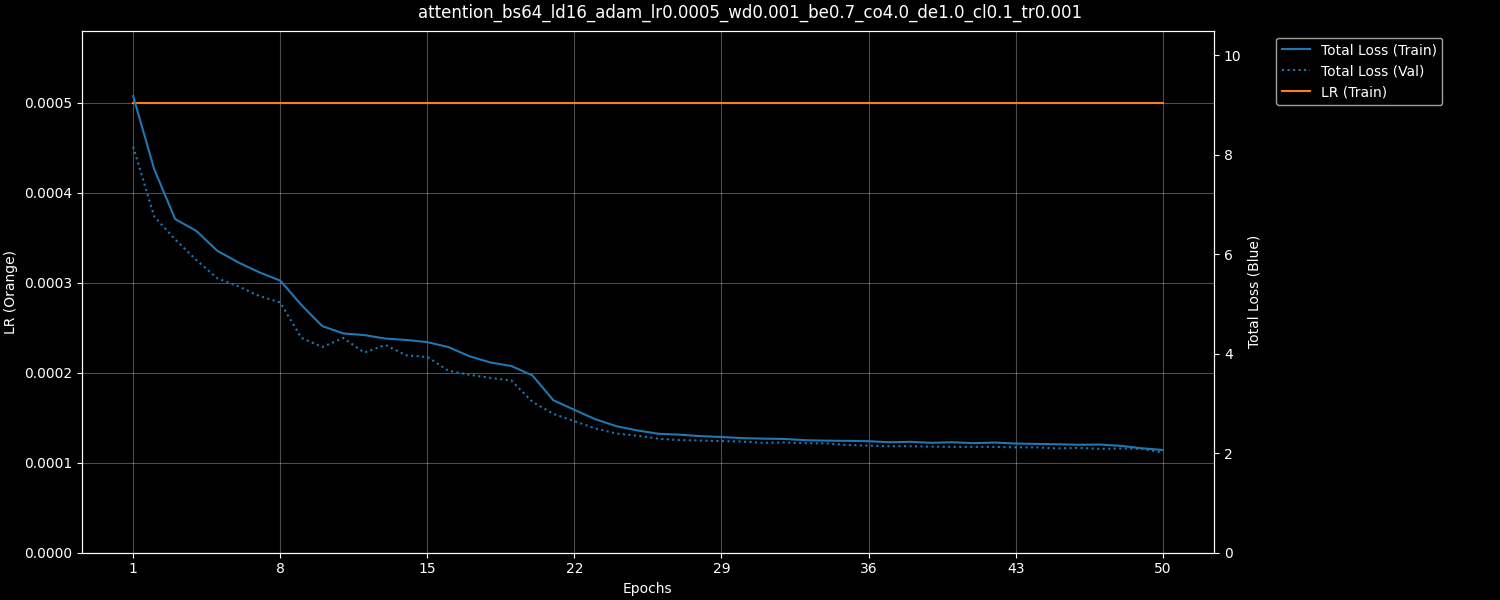 attention_bs64_ld16_adam_lr0.0005_wd0.001_be0.7_co4.0_de1.0_cl0.1_tr0.001
Total Loss (Train)
Total Loss (Val)
LR (Train)
LR (Orange)
0.0005
0.0004
0.0003
0.0002
0.0001
0.0000
10
8
6
4
2
0
Total Loss (Blue)
1 8 15 22 29 36 43 50
Epochs